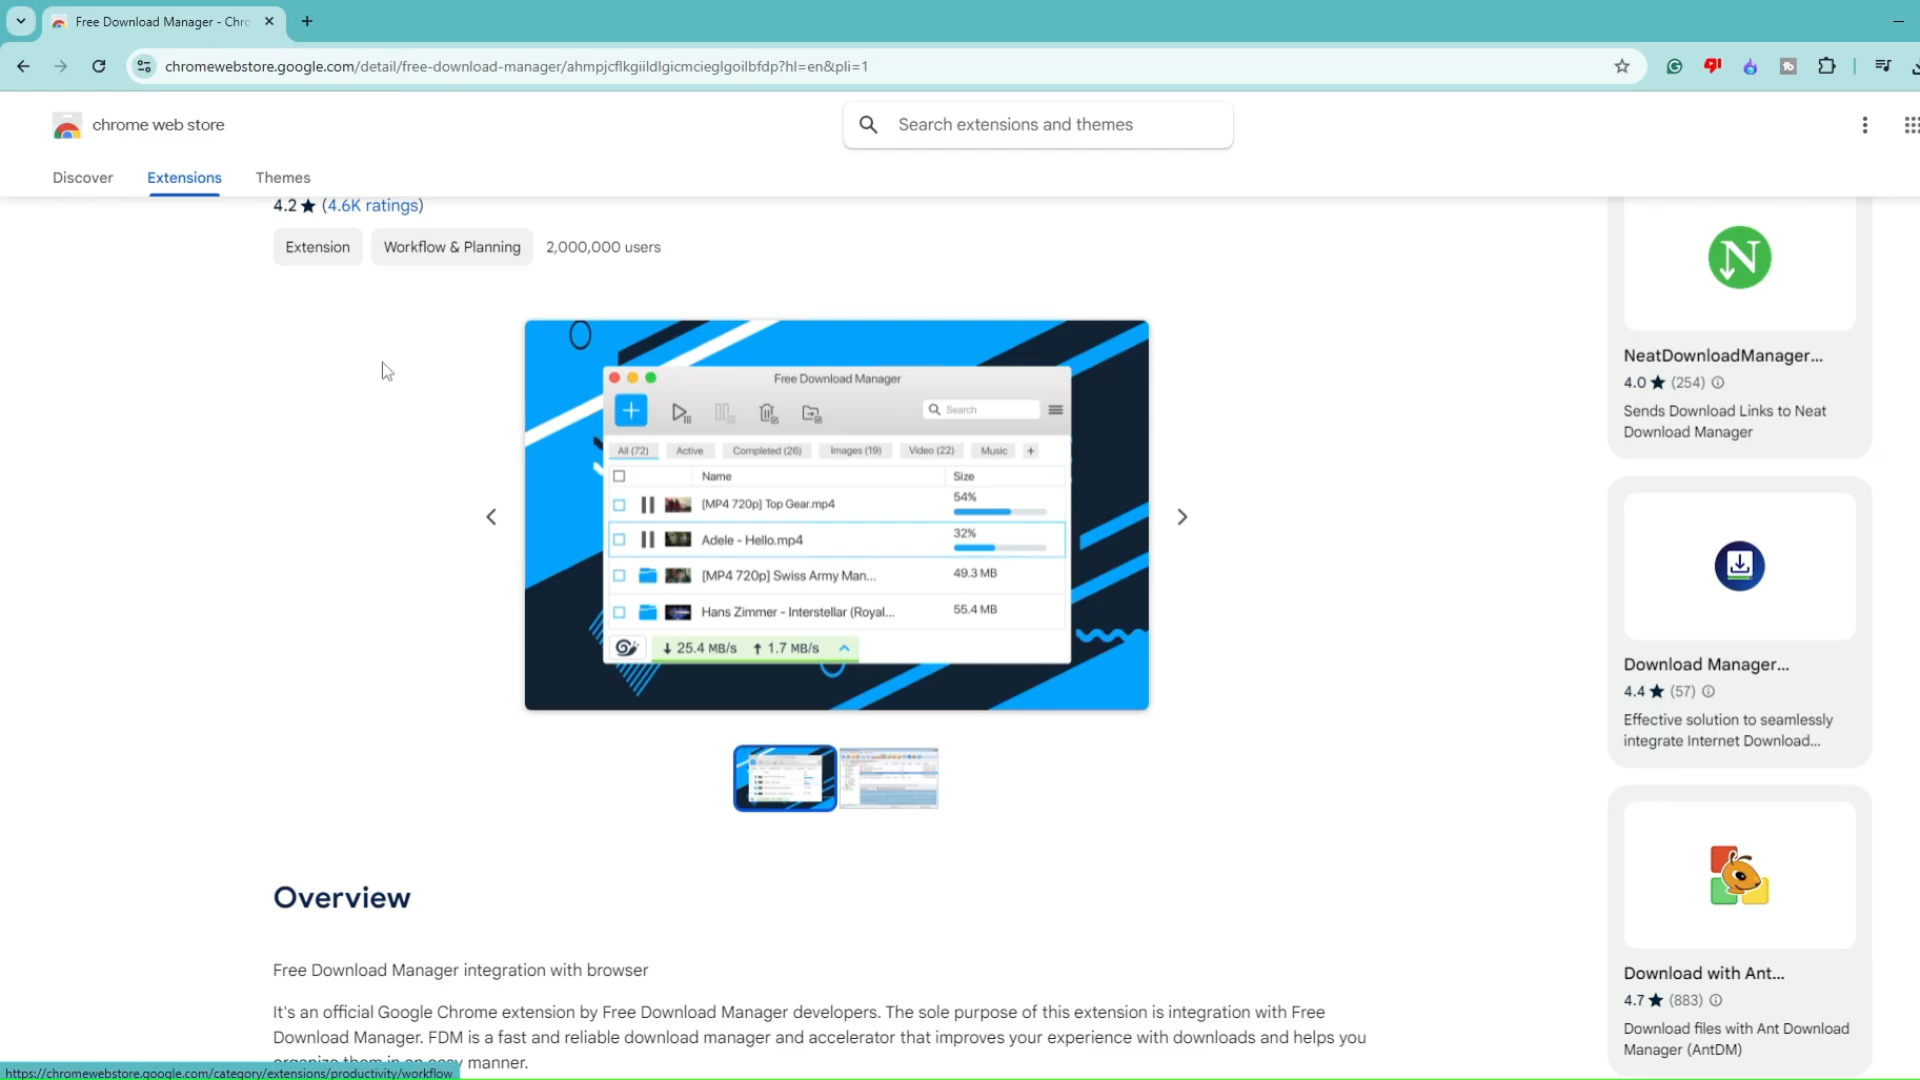 Free Download Manager - Chro
chromewebstore.google.com/detail/free-download-manager/ahmpjcflkgiildlgicmcieglgoilbfdp?hl=en&pli=1
chrome web store
Search extensions and themes
Discover
Extensions
Themes
4.2 ★ (4.6K ratings)
Extension
Workflow & Planning
2,000,000 users
Free Download Manager
Search
All (72)
Active
Completed (26)
Images (19)
Video (22)
Music
+
Name
Size
[MP4 720p] Top Gear.mp4
54%
Adele - Hello.mp4
32%
[MP4 720p] Swiss Army Man...
49.3 MB
Hans Zimmer - Interstellar (Royal...
55.4 MB
↓ 25.4 MB/s ↑ 1.7 MB/s
Overview
Free Download Manager integration with browser
It's an official Google Chrome extension by Free Download Manager developers. The sole purpose of this extension is integration with Free
Download Manager. FDM is a fast and reliable download manager and accelerator that improves your experience with downloads and helps you
organize them in an easy manner.
N
NeatDownloadManager...
4.0 ★ (254)
Sends Download Links to Neat
Download Manager
Download Manager...
4.4 ★ (57)
Effective solution to seamlessly
integrate Internet Download...
Download with Ant...
4.7 ★ (883)
Download files with Ant Download
Manager (AntDM)
https://chromewebstore.google.com/category/extensions/productivity/workflow